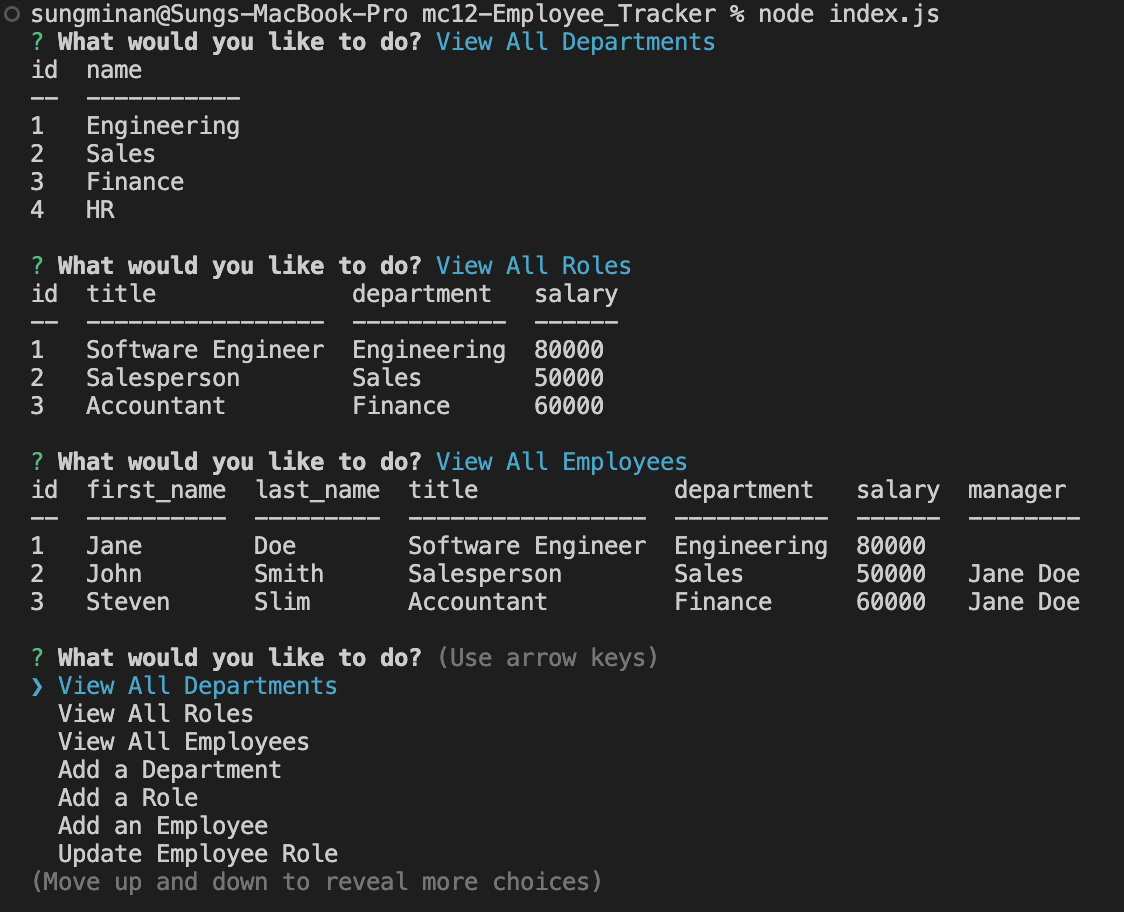 sungminan@Sungs-MacBook-Pro mc12-Employee_Tracker % node index.js
? What would you like to do? View All Departments
id  name
--  -----------
1   Engineering
2   Sales
3   Finance
4   HR
? What would you like to do? View All Roles
id  title              department   salary
--  -----------------  -----------  ------
1   Software Engineer  Engineering  80000
2   Salesperson        Sales        50000
3   Accountant         Finance      60000
? What would you like to do? View All Employees
id  first_name  last_name  title              department   salary  manager
--  ----------  ---------  -----------------  -----------  ------  --------
1   Jane        Doe        Software Engineer  Engineering  80000
2   John        Smith      Salesperson        Sales        50000   Jane Doe
3   Steven      Slim       Accountant         Finance      60000   Jane Doe
? What would you like to do? (Use arrow keys)
❯ View All Departments
  View All Roles
  View All Employees
  Add a Department
  Add a Role
  Add an Employee
  Update Employee Role
(Move up and down to reveal more choices)